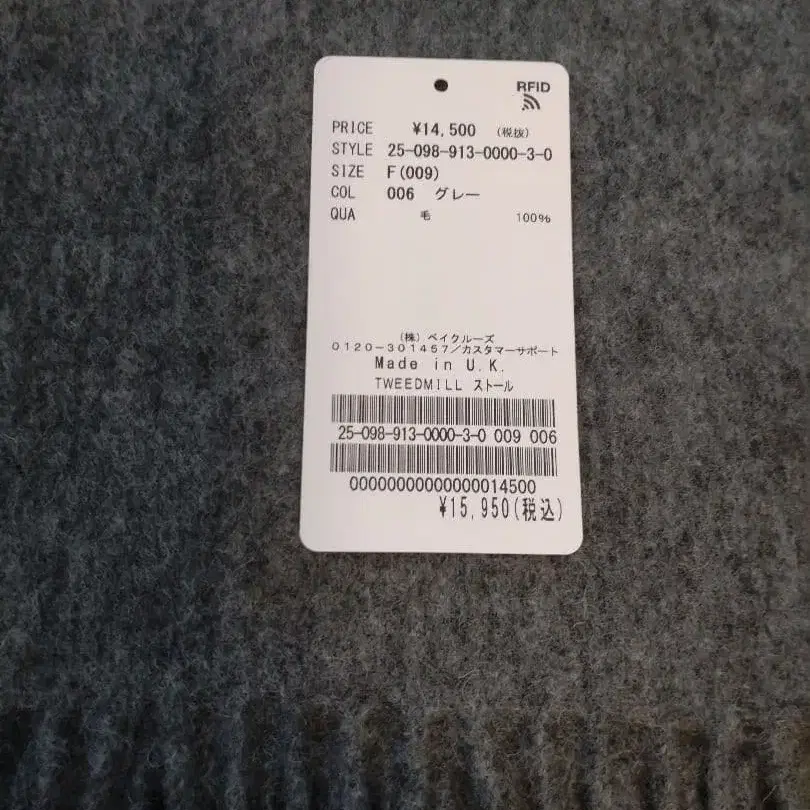 RFID
PRICE ¥14,500 (税抜)
STYLE 25-098-913-0000-3-0
SIZE F(009)
COL 006 グレー
QUA 毛 100%
(株) ベイクルーズ
0120-301457/カスタマーサポート
Made in U.K.
TWEEDMILL ストール
25-098-913-0000-3-0 009 006
00000000000000014500
¥15,950(税込)